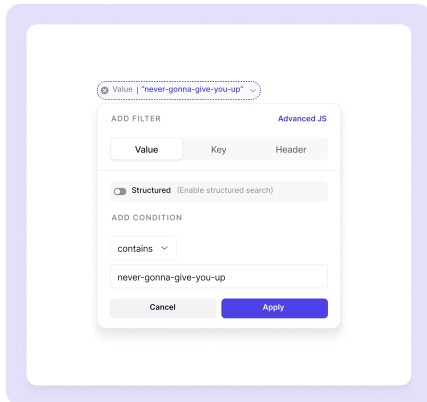 Value | "never-gonna-give-you-up"
ADD FILTER Advanced JS
Value Key Header
Structured (Enable structured search)
ADD CONDITION
contains
never-gonna-give-you-up
Cancel Apply